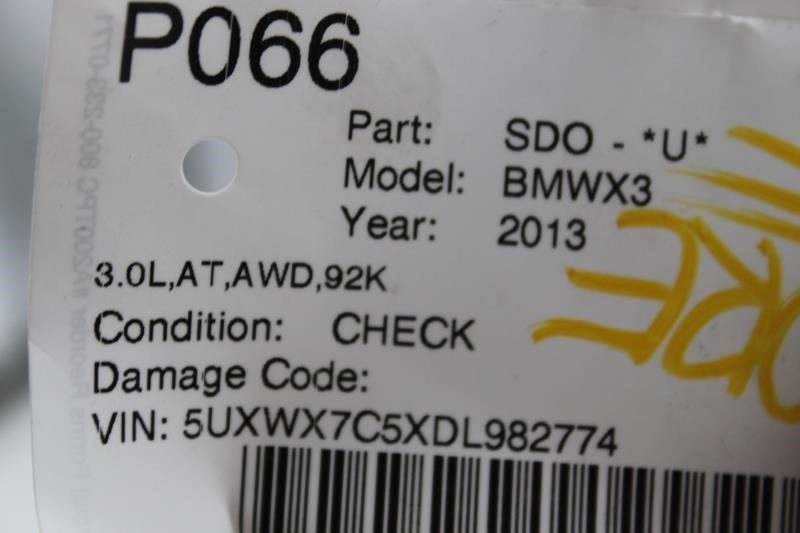 P066
Part: SDO - *U*
Model: BMWX3
Year: 2013
3.0L,AT,AWD,92K
Condition: CHECK
Damage Code:
VIN: 5UXWX7C5XDL982774